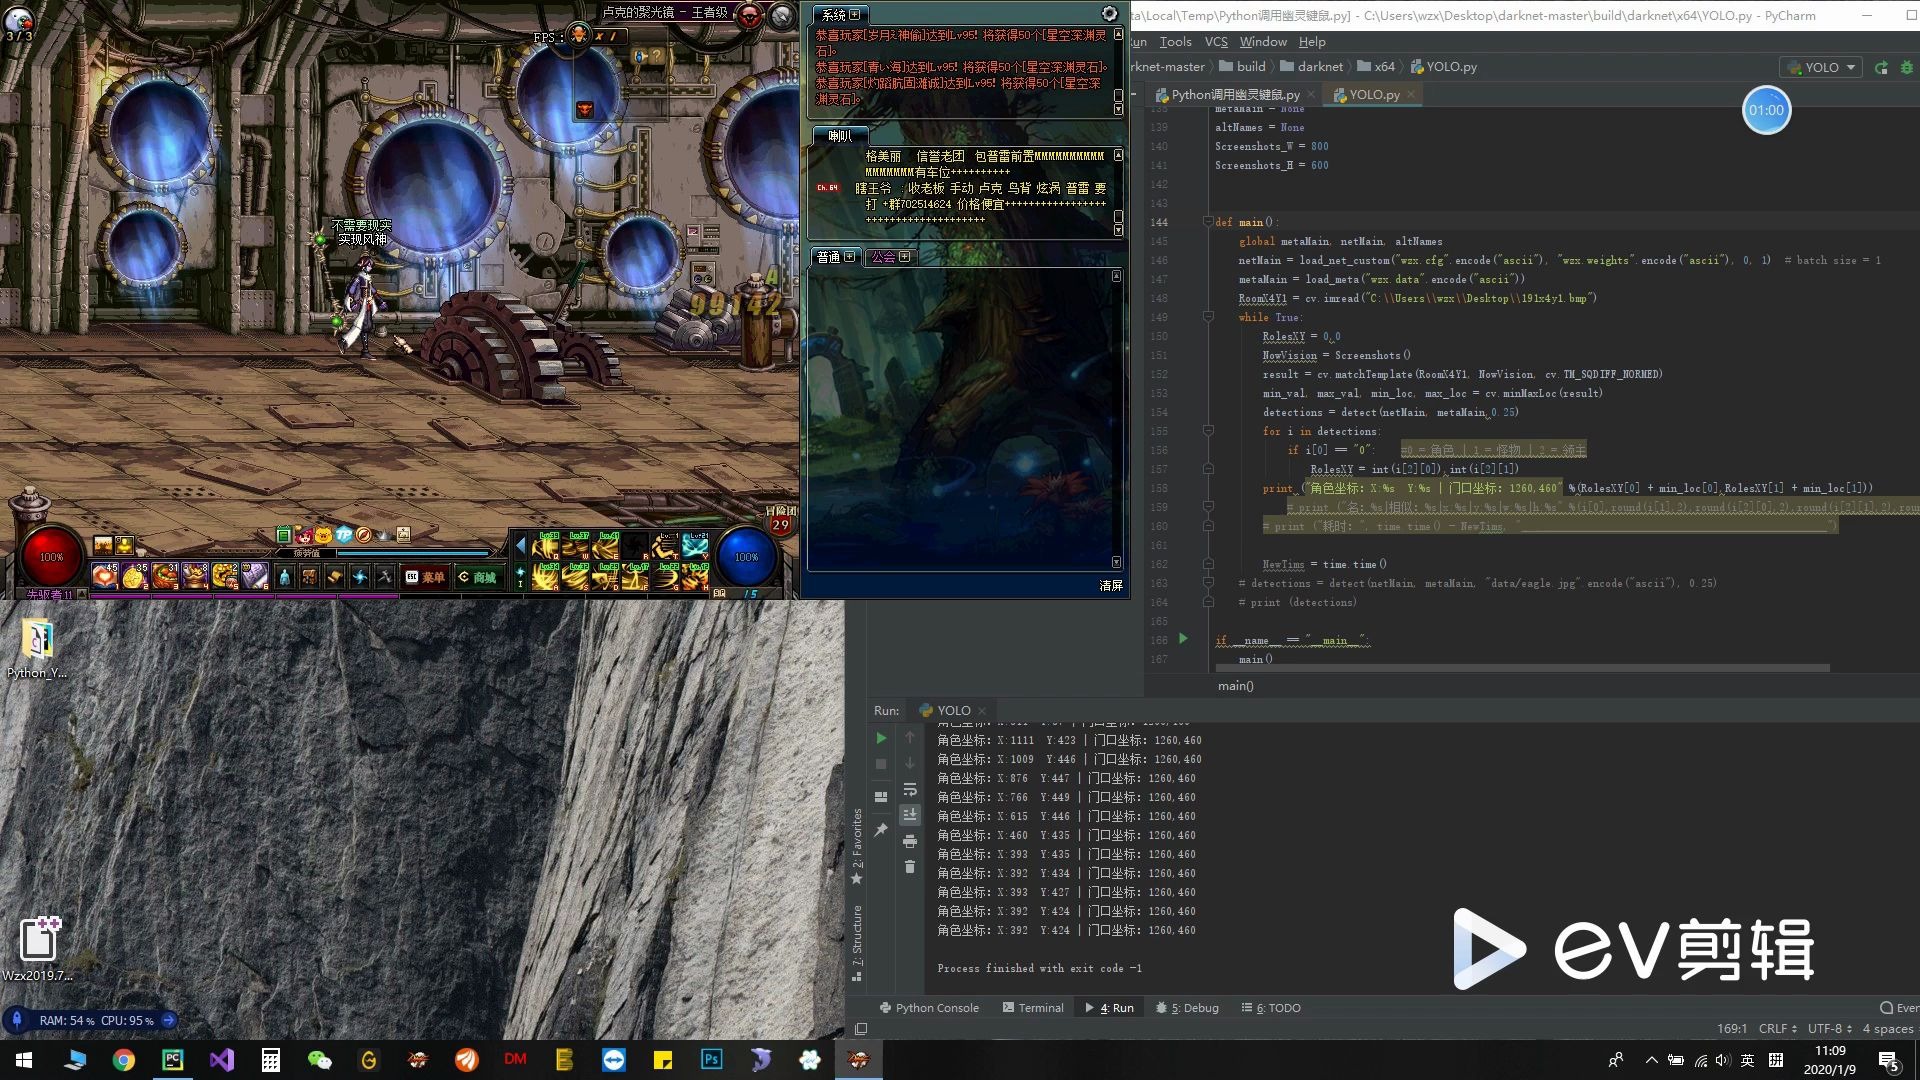 3/3
卢克的聚光镜 - 王者级
FPS :
x /
不需要现实
实现风神
99142
冒险团
29
100%
100%
疲劳值
ESC 菜单
商城
先驱者11
系统
恭喜玩家[岁月z神偷]达到Lv95! 将获得50个[星空深渊灵
石]。
恭喜玩家[青い海]达到Lv95! 将获得50个[星空深渊灵石]。
达到Lv95! 将获得50个[星空深
渊灵石]。
喇叭
格美丽 信誉老团 包普雷前置MMMMMMMMMMM
MMMMMMM有车位++++++++++
Ch. 64 瞎王爷 :收老板 手动 卢克 鸟背 炫涡 普雷 要
打 +群702514624 价格便宜+++++++++++++++++
++++++++++++++++++++
普通
公会
清屏
ta\Local\Temp\Python调用幽灵键鼠.py] - C:\Users\wzx\Desktop\darknet-master\build\darknet\x64\YOLO.py - PyCharm
un Tools VCS Window Help
rknet-master build darknet x64 YOLO.py
YOLO
Python调用幽灵键鼠.py
YOLO.py
01:00
138 metaMain = None
139 altNames = None
140 Screenshots_W = 800
141 Screenshots_H = 600
142
143
144 def main():
145 global metaMain, netMain, altNames
146 netMain = load_net_custom("wzx.cfg".encode("ascii"), "wzx.weights".encode("ascii"), 0, 1)  # batch size = 1
147 metaMain = load_meta("wzx.data".encode("ascii"))
148 RoomX4Y1 = cv.imread("C:\\Users\\wzx\\Desktop\\191x4y1.bmp")
149 while True:
150 RolesXY = 0,0
151 NowVision = Screenshots()
152 result = cv.matchTemplate(RoomX4Y1, NowVision, cv.TM_SQDIFF_NORMED)
153 min_val, max_val, min_loc, max_loc = cv.minMaxLoc(result)
154 detections = detect(netMain, metaMain,0.25)
155 for i in detections:
156 if i[0] == "0": #0 = 角色 | 1 = 怪物 | 2 = 领主
157 RolesXY = int(i[2][0]),int(i[2][1])
158 print ("角色坐标: X:%s  Y:%s | 门口坐标: 1260,460" %(RolesXY[0] + min_loc[0],RolesXY[1] + min_loc[1]))
159 # print ("名: %s|相似: %s|x %s|y %s|w %s|h:%s" %(i[0],round(i[1],2),round(i[2][0],2),round(i[2][1],2),roun
160 # print ("耗时: ", time.time() - NewTims, "____________________")
161
162 NewTims = time.time()
163 # detections = detect(netMain, metaMain, "data/eagle.jpg".encode("ascii"), 0.25)
164 # print (detections)
165
166 if __name__ == "__main__":
167 main()
main()
Run: YOLO
角色坐标: X:1111  Y:423 | 门口坐标: 1260,460
角色坐标: X:1009  Y:446 | 门口坐标: 1260,460
角色坐标: X:876  Y:447 | 门口坐标: 1260,460
角色坐标: X:766  Y:449 | 门口坐标: 1260,460
角色坐标: X:615  Y:446 | 门口坐标: 1260,460
角色坐标: X:460  Y:435 | 门口坐标: 1260,460
角色坐标: X:393  Y:435 | 门口坐标: 1260,460
角色坐标: X:392  Y:434 | 门口坐标: 1260,460
角色坐标: X:393  Y:427 | 门口坐标: 1260,460
角色坐标: X:392  Y:424 | 门口坐标: 1260,460
角色坐标: X:392  Y:424 | 门口坐标: 1260,460
Process finished with exit code -1
2: Favorites
7: Structure
ev剪辑
Python Console Terminal 4: Run 5: Debug 6: TODO Even
169:1 CRLF UTF-8 4 spaces
Python_Y...
Wzx2019.7...
RAM: 54 % CPU: 95 %
PC
DM
Ps
英
11:09
2020/1/9
5